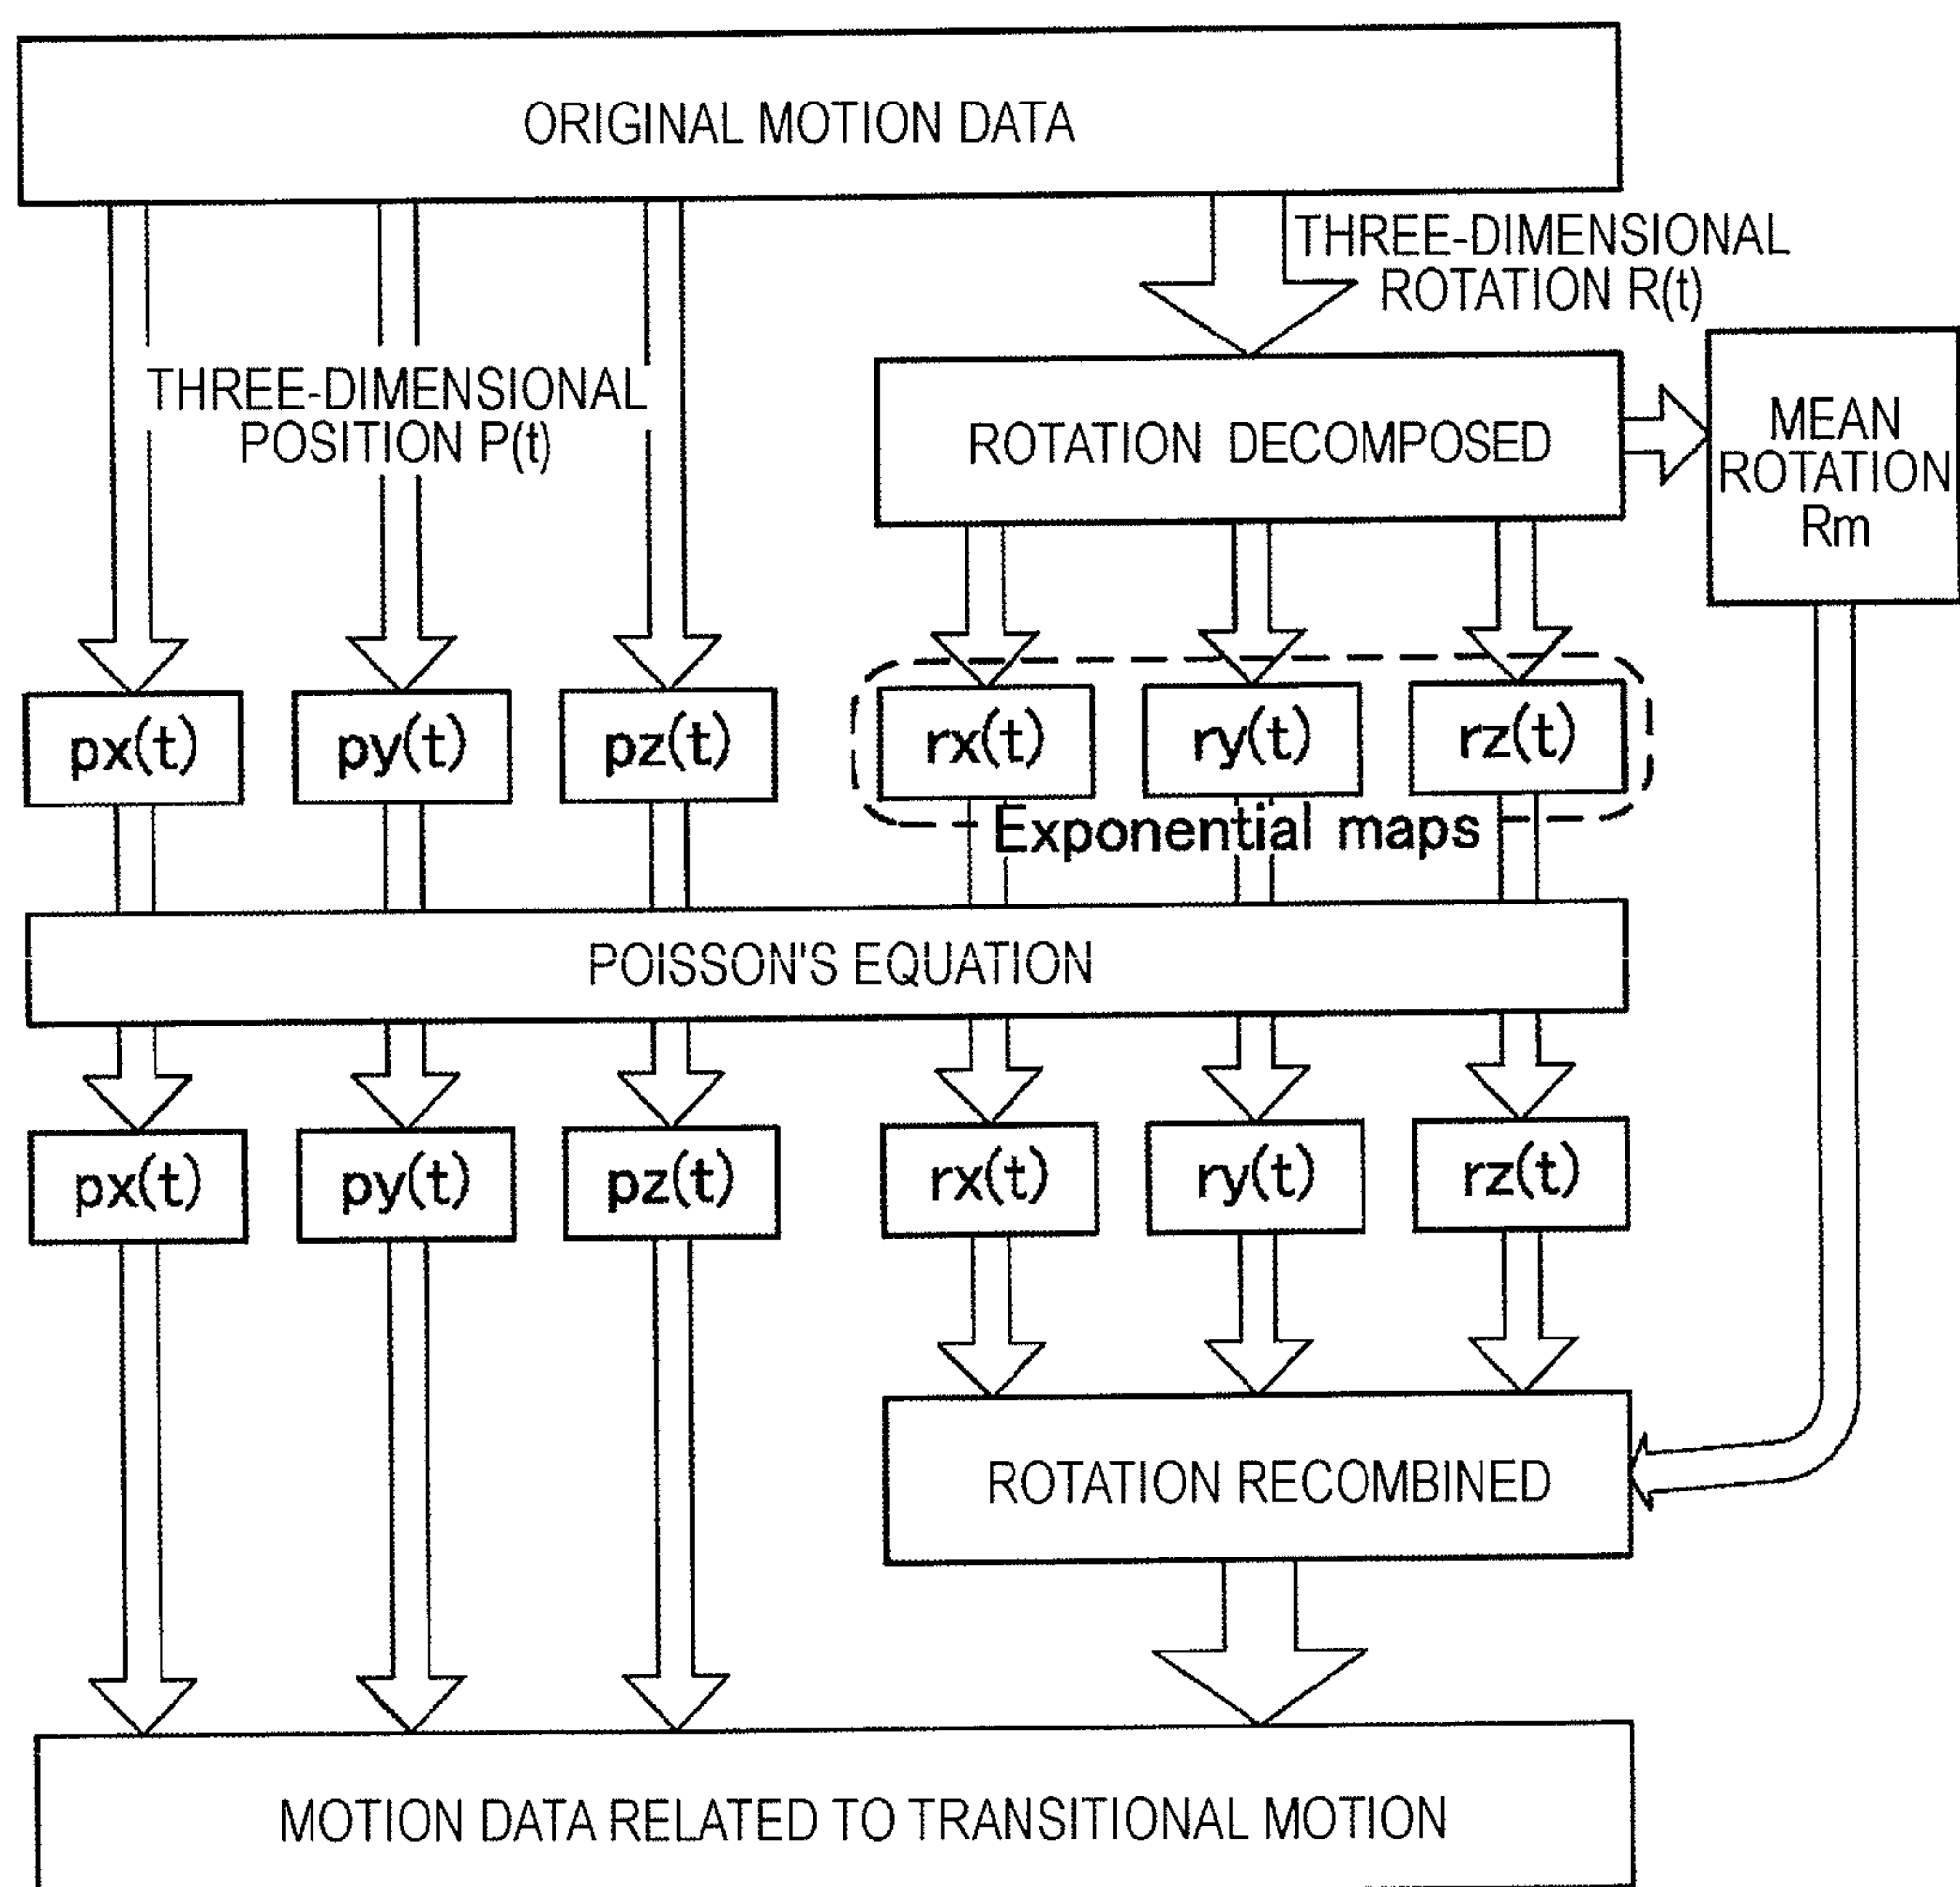 ORIGINAL MOTION DATA
THREE-DIMENSIONAL
ROTATION R(t)
THREE-DIMENSIONAL
POSITION P(t)
ROTATION DECOMPOSED
MEAN
ROTATION
Rm
px(t)
py(t)
pz(t)
rx(t)
ry(t)
rz(t)
Exponential maps
POISSON'S EQUATION
px(t)
py(t)
pz(t)
rx(t)
ry(t)
rz(t)
ROTATION RECOMBINED
MOTION DATA RELATED TO TRANSITIONAL MOTION